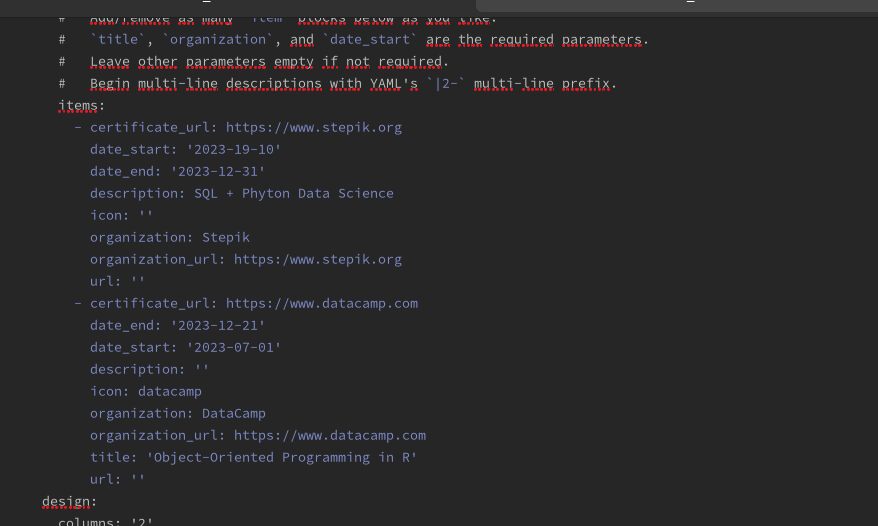 # Add/remove as many `item` blocks below as you like.
# `title`, `organization`, and `date_start` are the required parameters.
# Leave other parameters empty if not required.
# Begin multi-line descriptions with YAML's `|2-` multi-line prefix.
items:
- certificate_url: https://www.stepik.org
date_start: '2023-19-10'
date_end: '2023-12-31'
description: SQL + Phyton Data Science
icon: ''
organization: Stepik
organization_url: https:/www.stepik.org
url: ''
- certificate_url: https://www.datacamp.com
date_end: '2023-12-21'
date_start: '2023-07-01'
description: ''
icon: datacamp
organization: DataCamp
organization_url: https://www.datacamp.com
title: 'Object-Oriented Programming in R'
url: ''
design:
columns: '2'